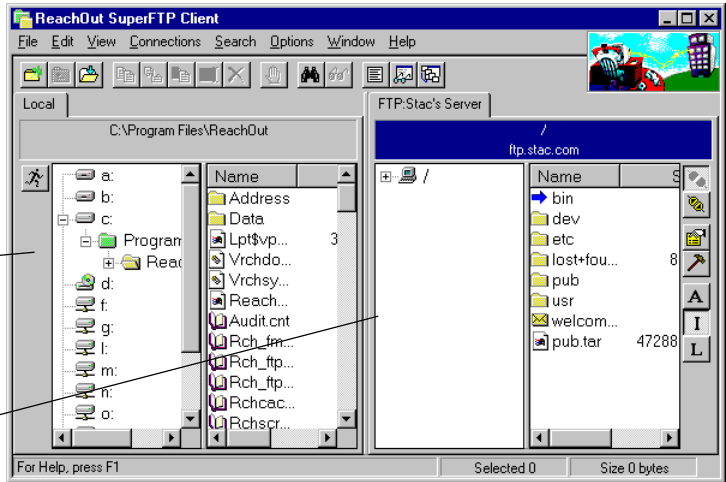 ReachOut SuperFTP Client
File Edit View Connections Search Options Window Help
Local
C:\Program Files\ReachOut
a:
b:
c:
Program
Reac
d:
f:
g:
l:
m:
n:
o:
Name
Address
Data
Lpt$vp... 3
Vrchdo...
Vrchsy...
Reach...
Audit.cnt
Rch_fm...
Rch_ftp...
Rch_ftp...
Rchcac...
Rchscr...
FTP:Stac's Server
/
ftp.stac.com
/
Name S
bin
dev
etc
lost+fou... 8
pub
usr
welcom...
pub.tar 47288
A
I
L
For Help, press F1
Selected 0
Size 0 bytes